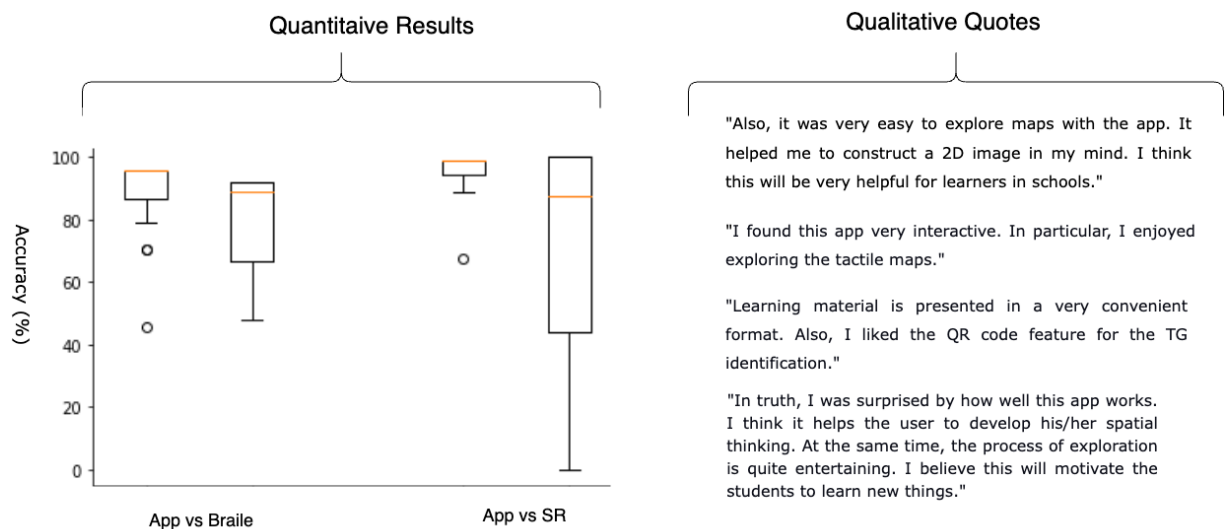 Quantitaive Results
Qualitative Quotes
Accuracy (%)
100
80
60
40
20
0
App vs Braile
App vs SR
"Also, it was very easy to explore maps with the app. It
helped me to construct a 2D image in my mind. I think
this will be very helpful for learners in schools."
"I found this app very interactive. In particular, I enjoyed
exploring the tactile maps."
"Learning material is presented in a very convenient
format. Also, I liked the QR code feature for the TG
identification."
"In truth, I was surprised by how well this app works.
I think it helps the user to develop his/her spatial
thinking. At the same time, the process of exploration
is quite entertaining. I believe this will motivate the
students to learn new things."